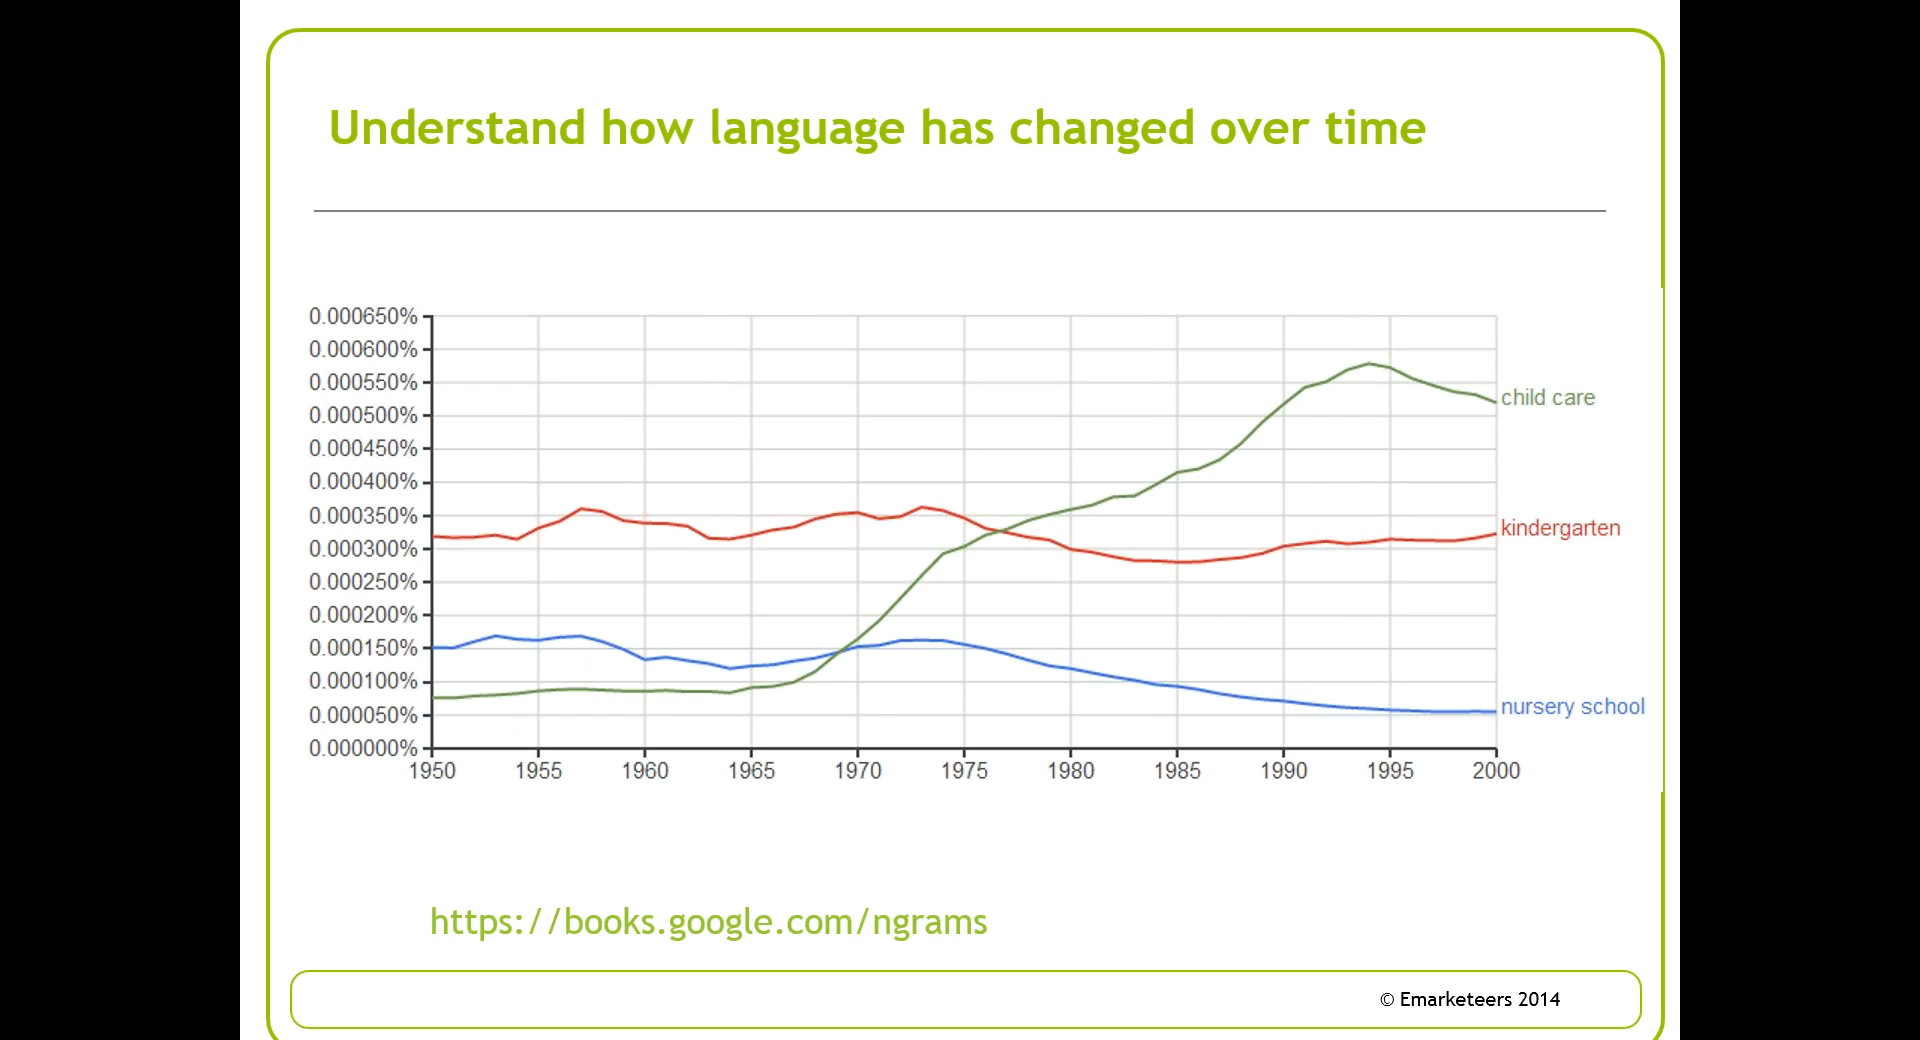 Understand how language has changed over time
0.000650%
0.000600%
0.000550%
0.000500%
0.000450%
0.000400%
0.000350%
0.000300%
0.000250%
0.000200%
0.000150%
0.000100%
0.000050%
0.000000%
child care
kindergarten
nursery school
1950 1955 1960 1965 1970 1975 1980 1985 1990 1995 2000
https://books.google.com/ngrams
© Emarketeers 2014